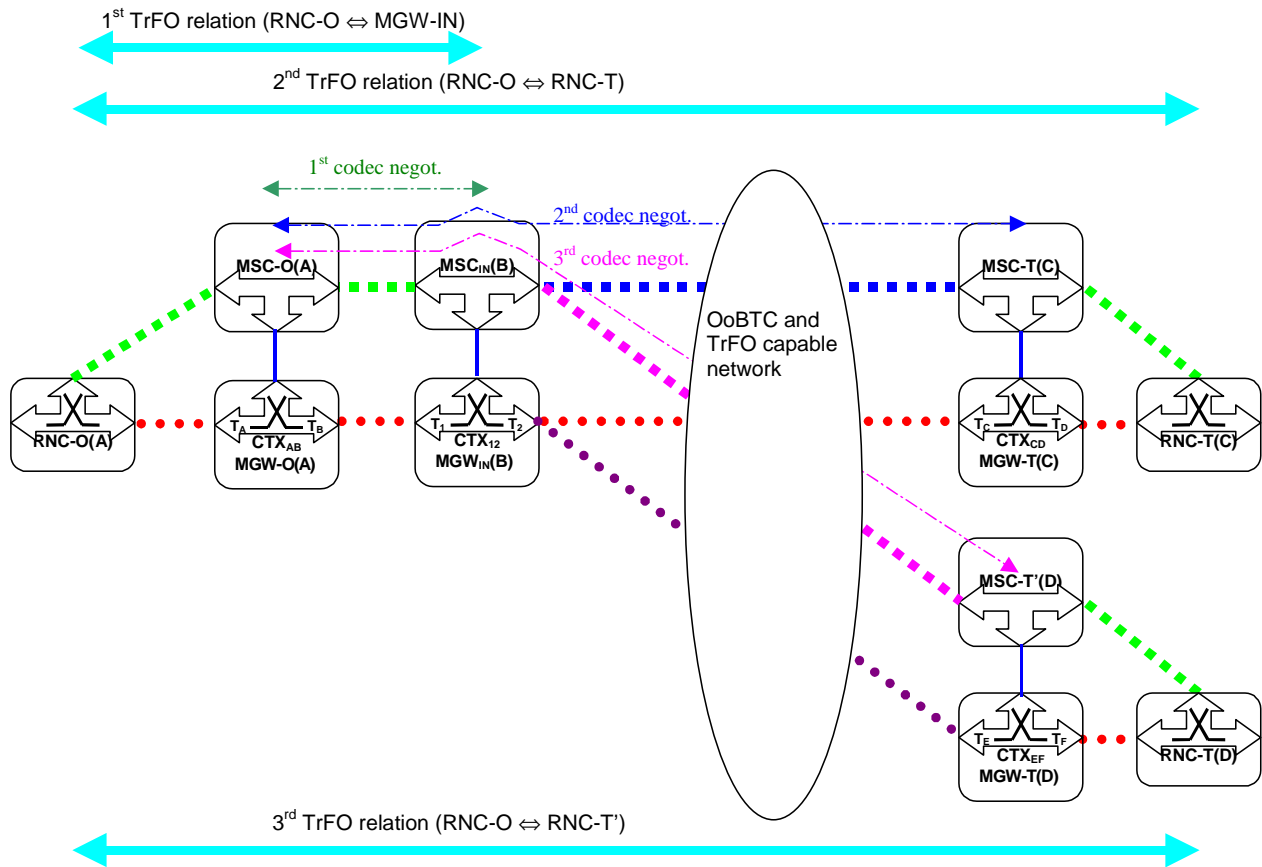 1st TrFO relation (RNC-O ⇔ MGW-IN)
2nd TrFO relation (RNC-O ⇔ RNC-T)
1st codec negot.
2nd codec negot.
3rd codec negot.
MSC-O(A)
MSCIN(B)
MSC-T(C)
OoBTC and
TrFO capable
network
RNC-O(A)
TA TB
CTXAB
MGW-O(A)
T1 T2
CTX12
MGWIN(B)
TC TD
CTXCD
MGW-T(C)
RNC-T(C)
MSC-T’(D)
TE TF
CTXEF
MGW-T(D)
RNC-T(D)
3rd TrFO relation (RNC-O ⇔ RNC-T’)